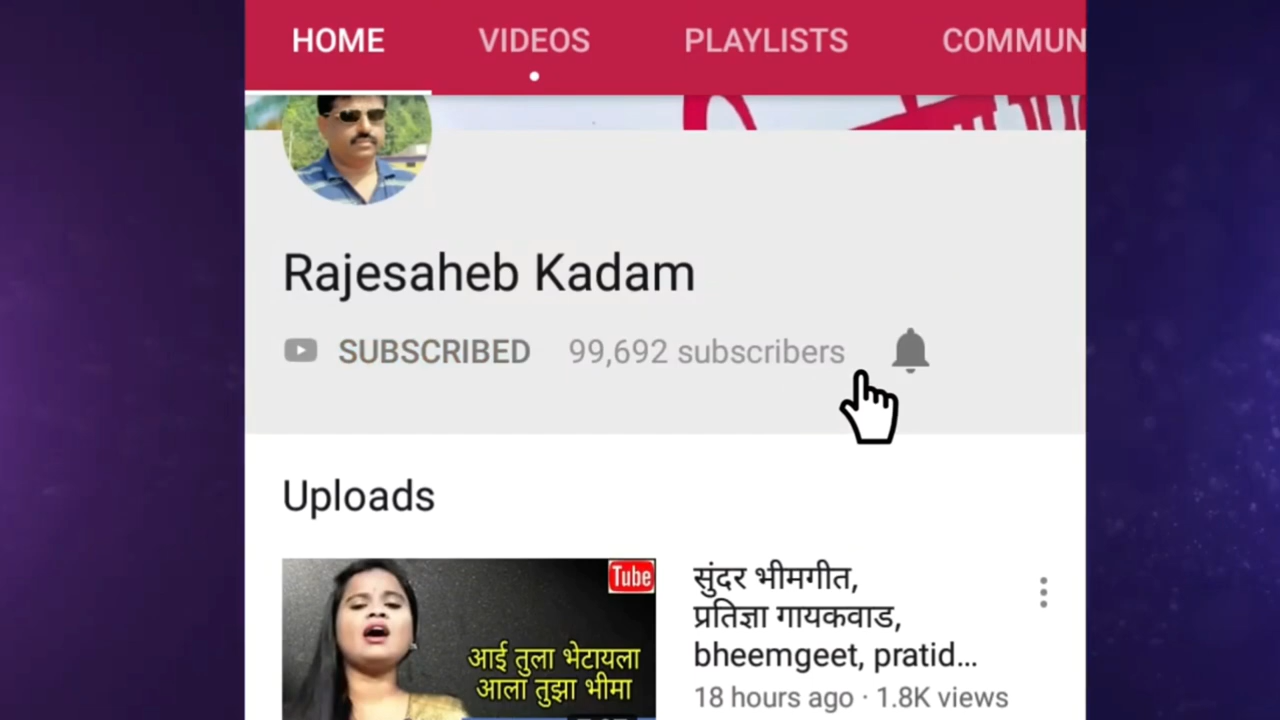 HOME VIDEOS PLAYLISTS COMMUN
Rajesaheb Kadam
SUBSCRIBED 99,692 subscribers
Uploads
Tube
आई तुला भेटायला
आला तुझा भीमा
सुंदर भीमगीत,
प्रतिज्ञा गायकवाड,
bheemgeet, pratid...
18 hours ago · 1.8K views